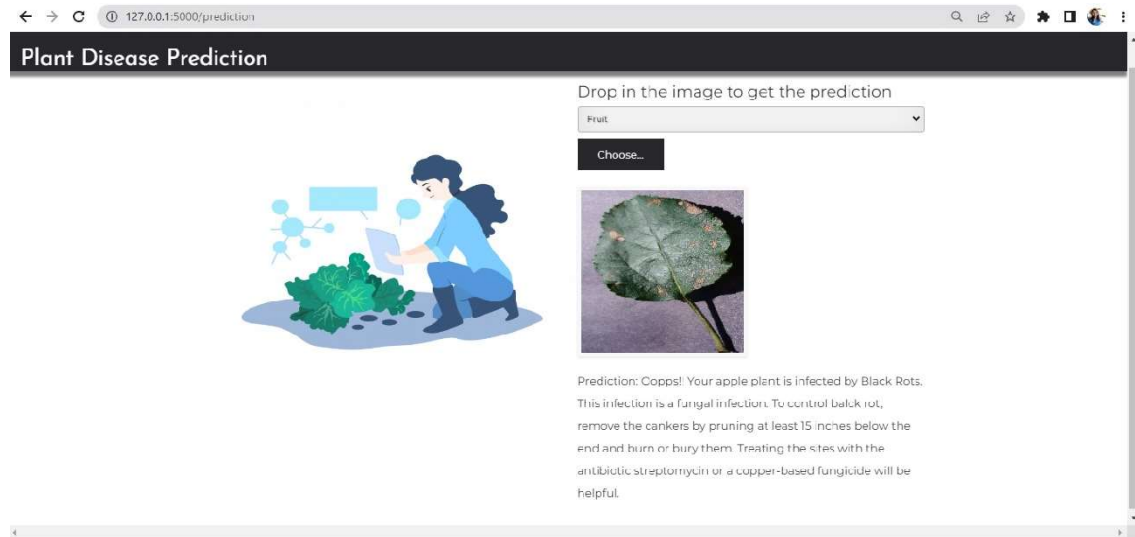 127.0.0.1:5000/prediction
Plant Disease Prediction
Drop in the image to get the prediction
Fruit
Choose...
Prediction: Oopps!! Your apple plant is infected by Black Rots.
This infection is a fungal infection. To control balck rot,
remove the cankers by pruning at least 15 inches below the
end and burn or bury them. Treating the sites with the
antibiotic streptomycin or a copper-based fungicide will be
helpful.